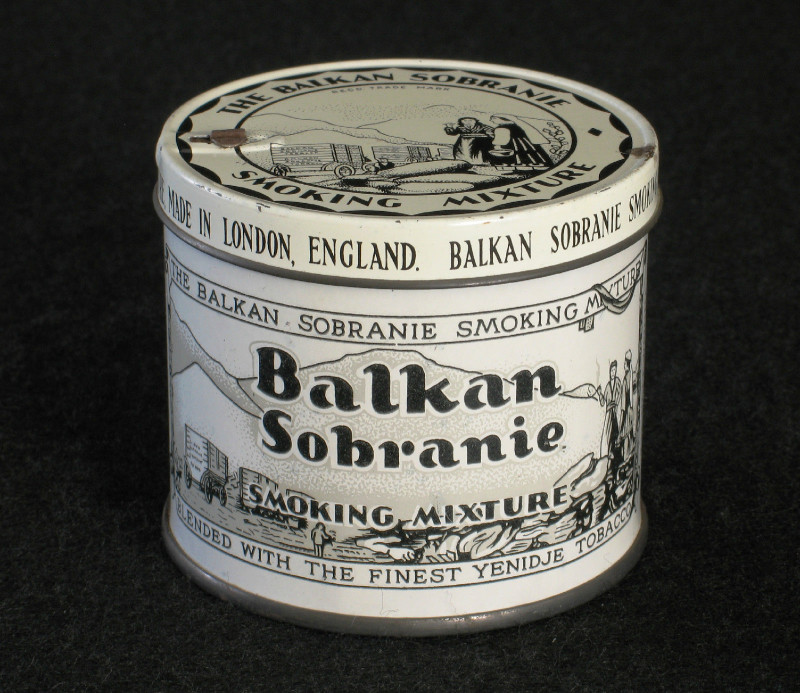 THE BALKAN SOBRANIE
REGD TRADE MARK
SMOKING MIXTURE
MADE IN LONDON, ENGLAND. BALKAN SOBRANIE
THE BALKAN SOBRANIE SMOKING MIXTURE
Balkan
Sobranie
SMOKING MIXTURE
BLENDED WITH THE FINEST YENIDJE TOBACCO